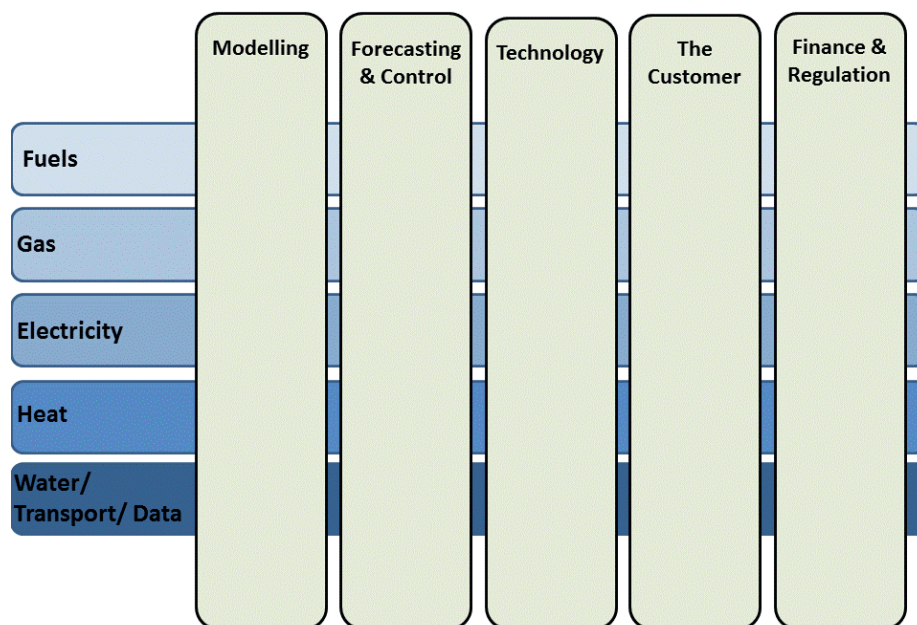 Modelling
Forecasting
& Control
Technology
The
Customer
Finance &
Regulation
Fuels
Gas
Electricity
Heat
Water/
Transport/ Data